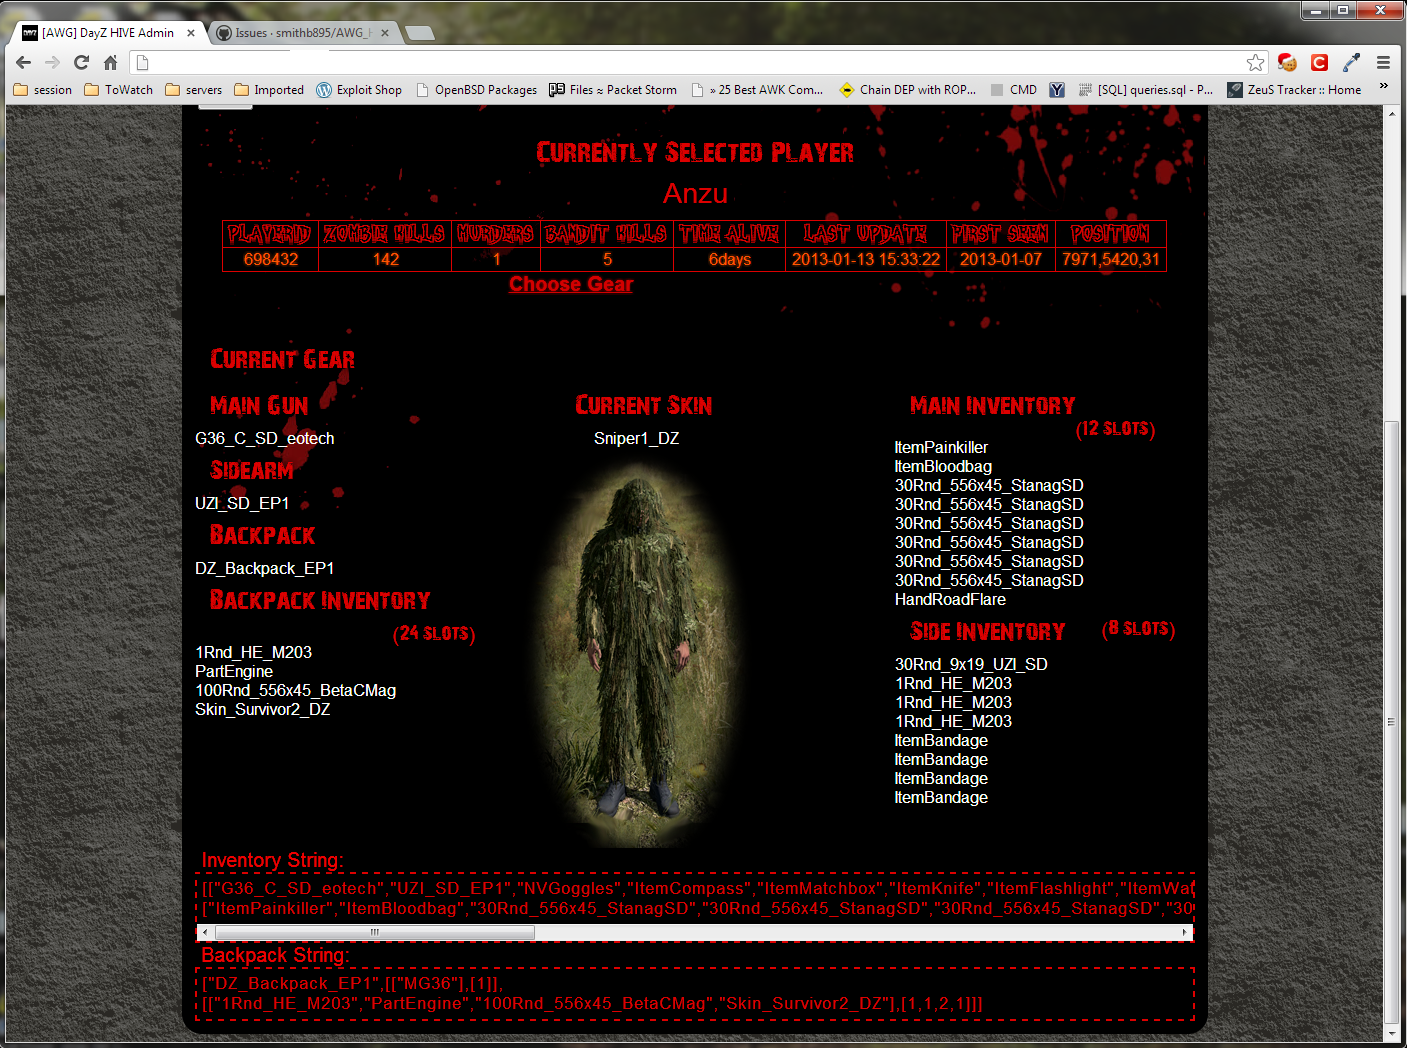 [AWG] DayZ HIVE Admin
Issues · smithb895/AWG_H
session
ToWatch
servers
Imported
Exploit Shop
OpenBSD Packages
Files ≈ Packet Storm
» 25 Best AWK Com...
Chain DEP with ROP...
CMD
[SQL] queries.sql - P...
ZeuS Tracker :: Home
»
Currently Selected Player
Anzu
PlayerID Zombie Kills Murders Bandit Kills Time Alive Last Update First Seen Position
698432 142 1 5 6days 2013-01-13 15:33:22 2013-01-07 7971,5420,31
Choose Gear
Current Gear
Main Gun
G36_C_SD_eotech
Sidearm
UZI_SD_EP1
Backpack
DZ_Backpack_EP1
Backpack Inventory
(24 slots)
1Rnd_HE_M203
PartEngine
100Rnd_556x45_BetaCMag
Skin_Survivor2_DZ
Current Skin
Sniper1_DZ
Main Inventory
(12 slots)
ItemPainkiller
ItemBloodbag
30Rnd_556x45_StanagSD
30Rnd_556x45_StanagSD
30Rnd_556x45_StanagSD
30Rnd_556x45_StanagSD
30Rnd_556x45_StanagSD
30Rnd_556x45_StanagSD
HandRoadFlare
Side Inventory (8 slots)
30Rnd_9x19_UZI_SD
1Rnd_HE_M203
1Rnd_HE_M203
1Rnd_HE_M203
ItemBandage
ItemBandage
ItemBandage
ItemBandage
Inventory String:
[["G36_C_SD_eotech","UZI_SD_EP1","NVGoggles","ItemCompass","ItemMatchbox","ItemKnife","ItemFlashlight","ItemWat
["ItemPainkiller","ItemBloodbag","30Rnd_556x45_StanagSD","30Rnd_556x45_StanagSD","30Rnd_556x45_StanagSD","30
Backpack String:
["DZ_Backpack_EP1",[["MG36"],[1]],
[["1Rnd_HE_M203","PartEngine","100Rnd_556x45_BetaCMag","Skin_Survivor2_DZ"],[1,1,2,1]]]